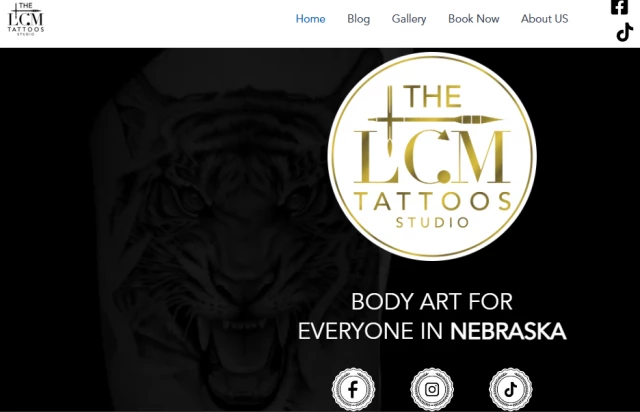 THE
LCM
TATTOOS
STUDIO
Home Blog Gallery Book Now About US
THE
LCM
TATTOOS
STUDIO
BODY ART FOR
EVERYONE IN NEBRASKA